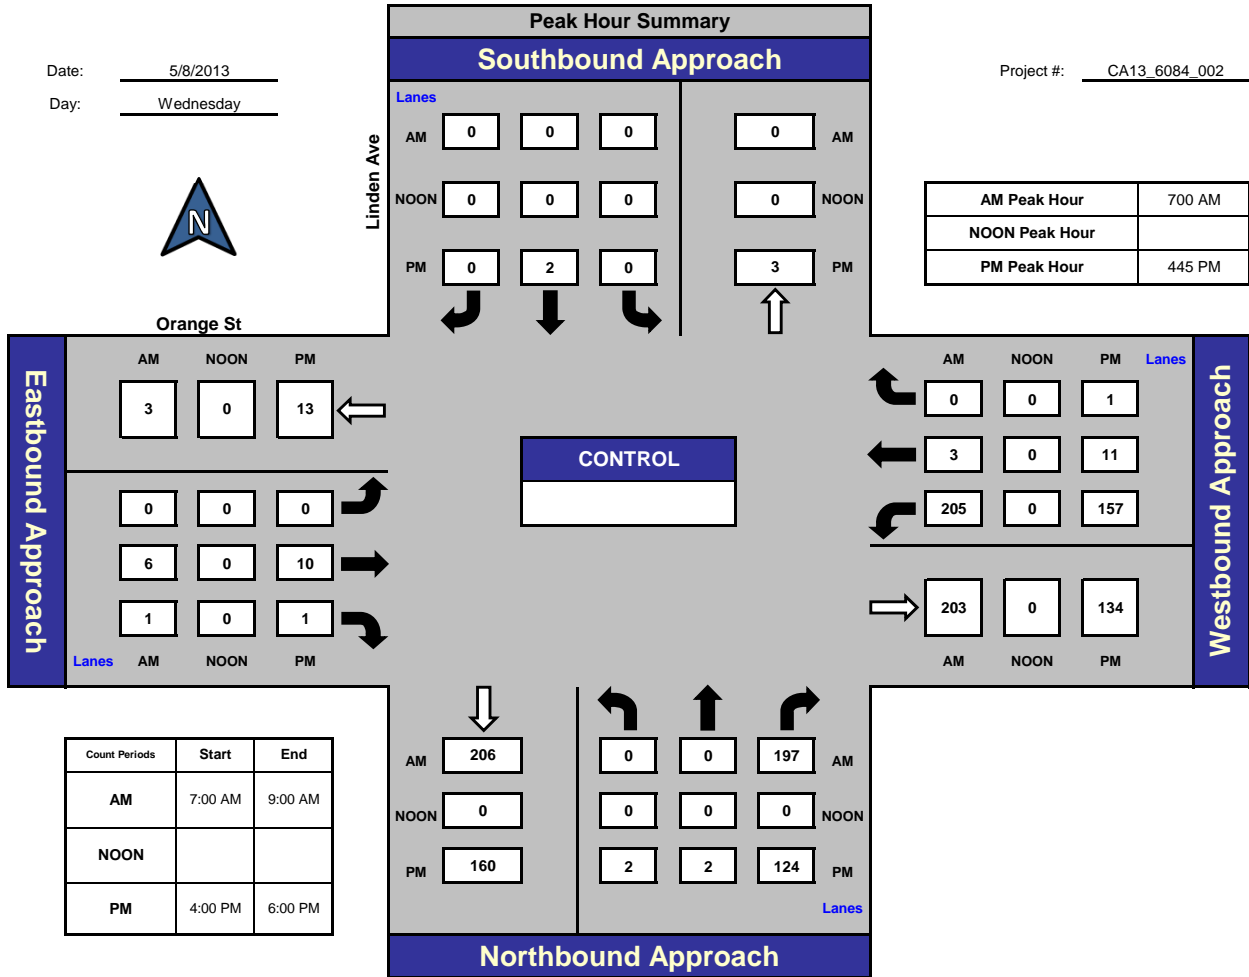 Peak Hour Summary
Southbound Approach
Date: 5/8/2013
Day: Wednesday
Project #: CA13_6084_002
N
Linden Ave
Lanes
AM 0 0 0 0 AM
NOON 0 0 0 0 NOON
PM 0 2 0 3 PM
AM Peak Hour 700 AM
NOON Peak Hour
PM Peak Hour 445 PM
Orange St
Eastbound Approach
AM NOON PM
3 0 13
0 0 0
6 0 10
1 0 1
Lanes AM NOON PM
CONTROL
AM NOON PM Lanes
0 0 1
3 0 11
205 0 157
203 0 134
AM NOON PM
Westbound Approach
Count Periods Start End
AM 7:00 AM 9:00 AM
NOON
PM 4:00 PM 6:00 PM
AM 206 0 0 197 AM
NOON 0 0 0 0 NOON
PM 160 2 2 124 PM
Lanes
Northbound Approach